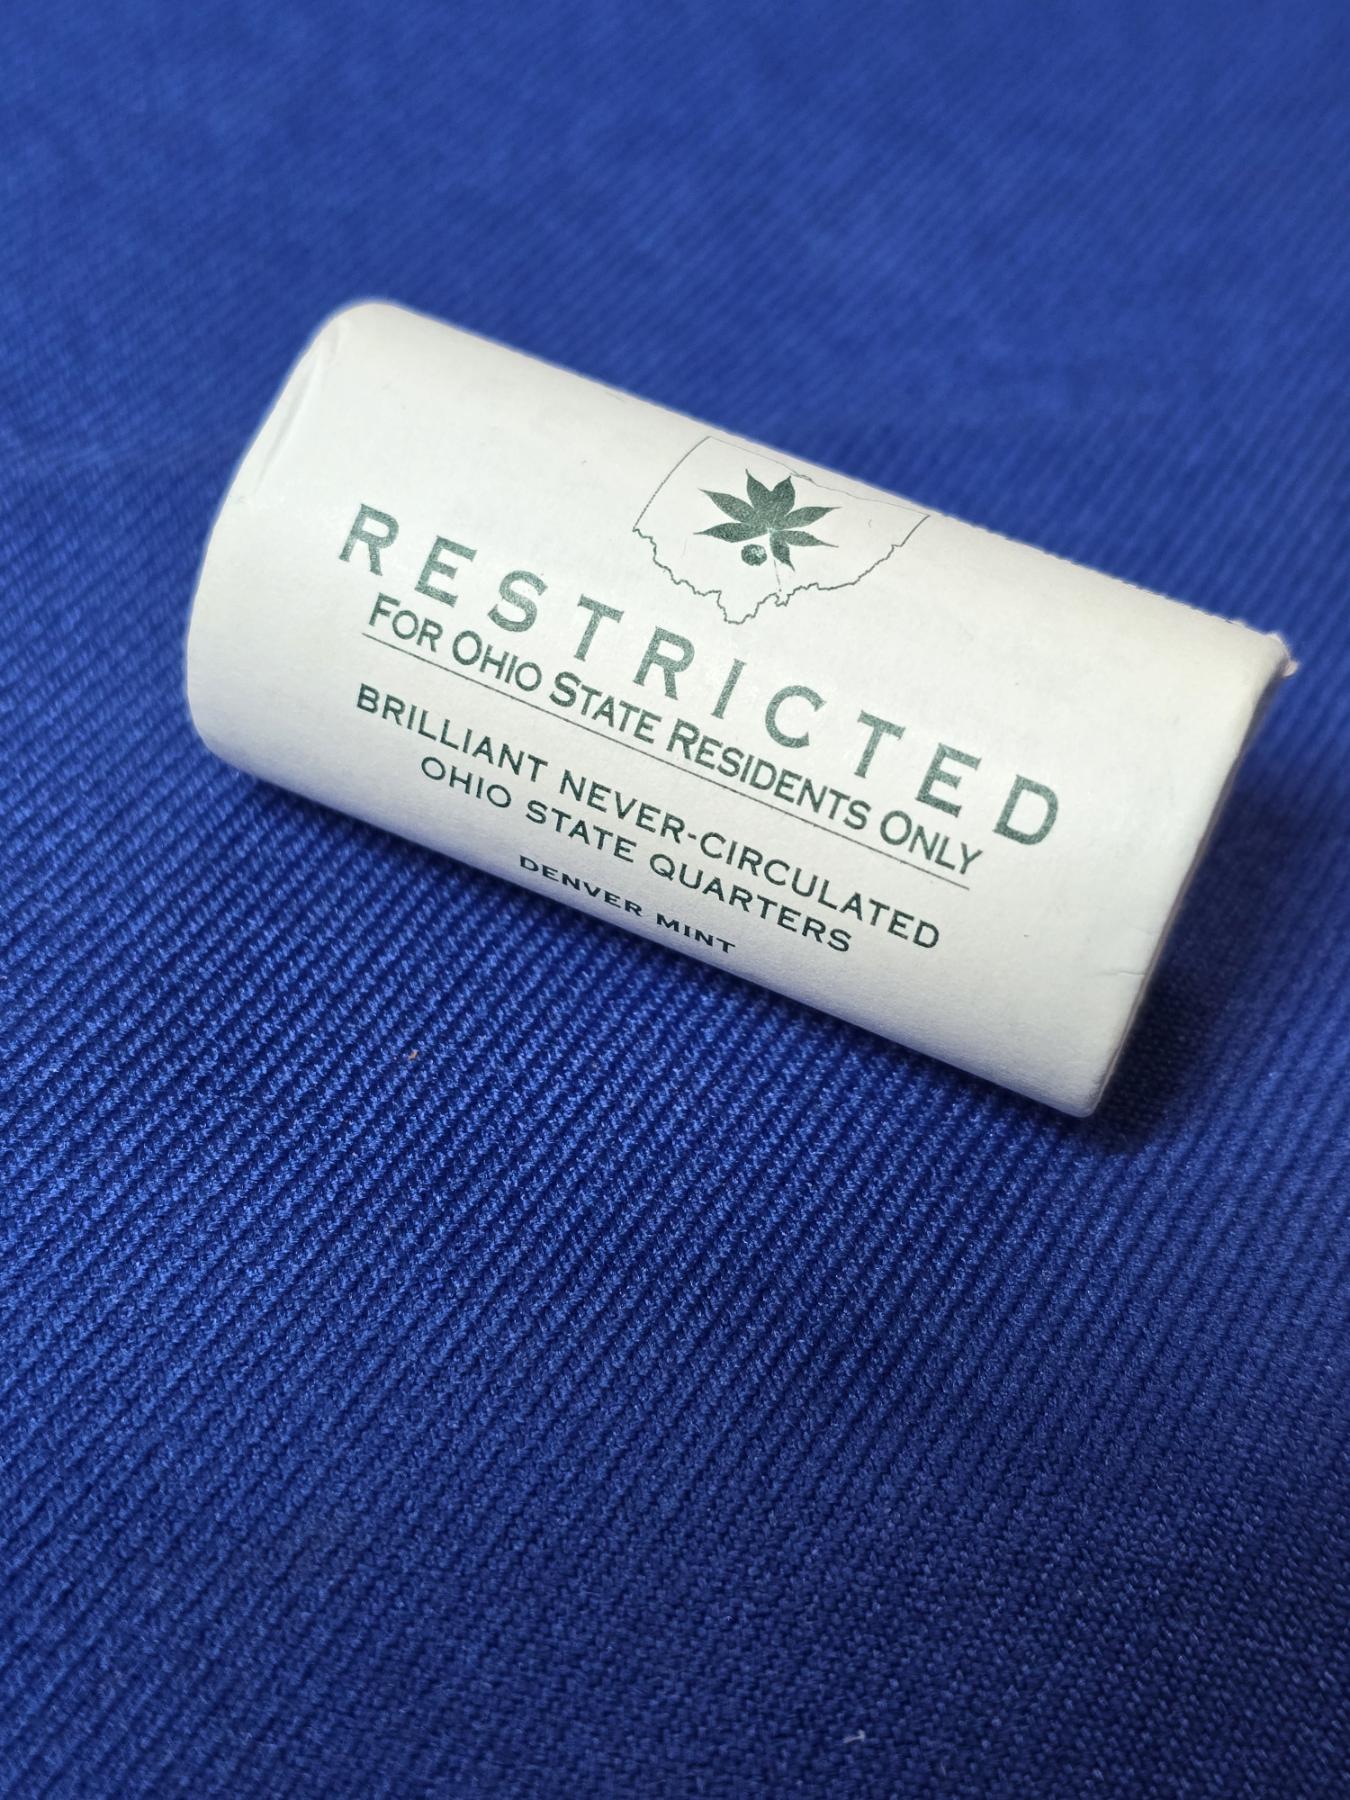 RESTRICTED
FOR OHIO STATE RESIDENTS ONLY
BRILLIANT NEVER-CIRCULATED
OHIO STATE QUARTERS
DENVER MINT